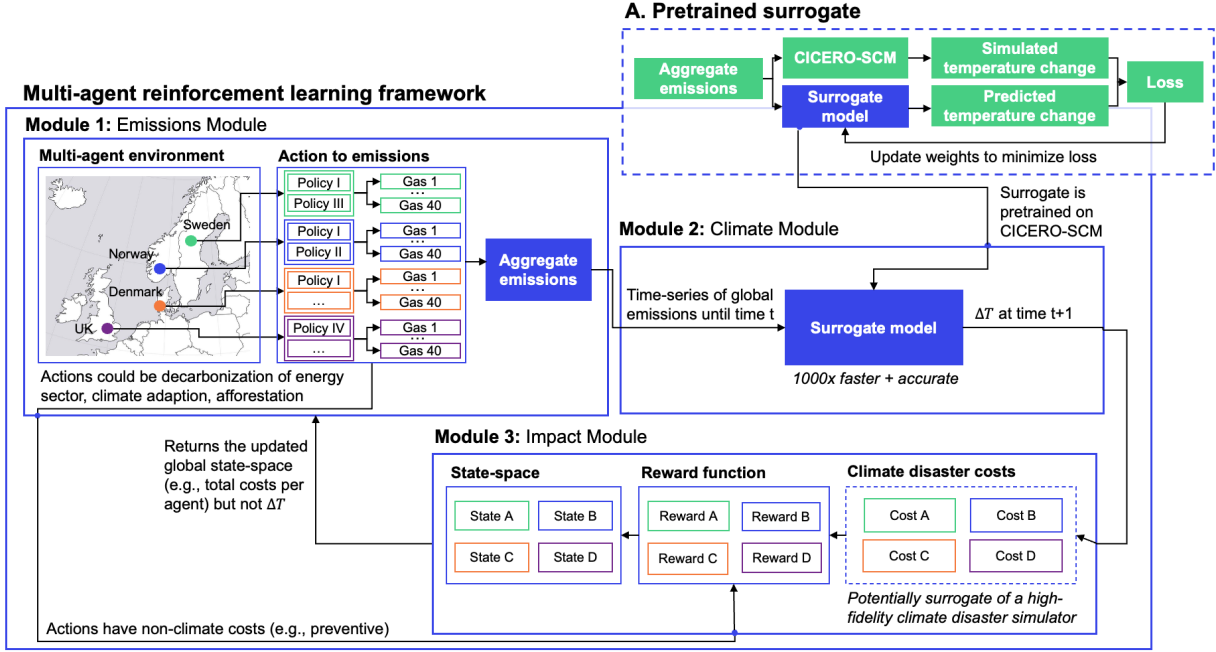 A. Pretrained surrogate
Aggregate
emissions
CICERO-SCM
Simulated
temperature change
Surrogate
model
Predicted
temperature change
Loss
Update weights to minimize loss
Multi-agent reinforcement learning framework
Module 1: Emissions Module
Multi-agent environment
Sweden
Norway
Denmark
UK
Action to emissions
Policy I
Policy III
Gas 1
...
Gas 40
Policy I
Policy II
Gas 1
...
Gas 40
Policy I
...
Gas 1
...
Gas 40
Policy IV
...
Gas 1
...
Gas 40
Aggregate
emissions
Actions could be decarbonization of energy
sector, climate adaption, afforestation
Surrogate is
pretrained on
CICERO-SCM
Module 2: Climate Module
Time-series of global
emissions until time t
Surrogate model
ΔT at time t+1
1000x faster + accurate
Returns the updated
global state-space
(e.g., total costs per
agent) but not ΔT
Module 3: Impact Module
State-space
State A
State B
State C
State D
Reward function
Reward A
Reward B
Reward C
Reward D
Climate disaster costs
Cost A
Cost B
Cost C
Cost D
Potentially surrogate of a high-
fidelity climate disaster simulator
Actions have non-climate costs (e.g., preventive)